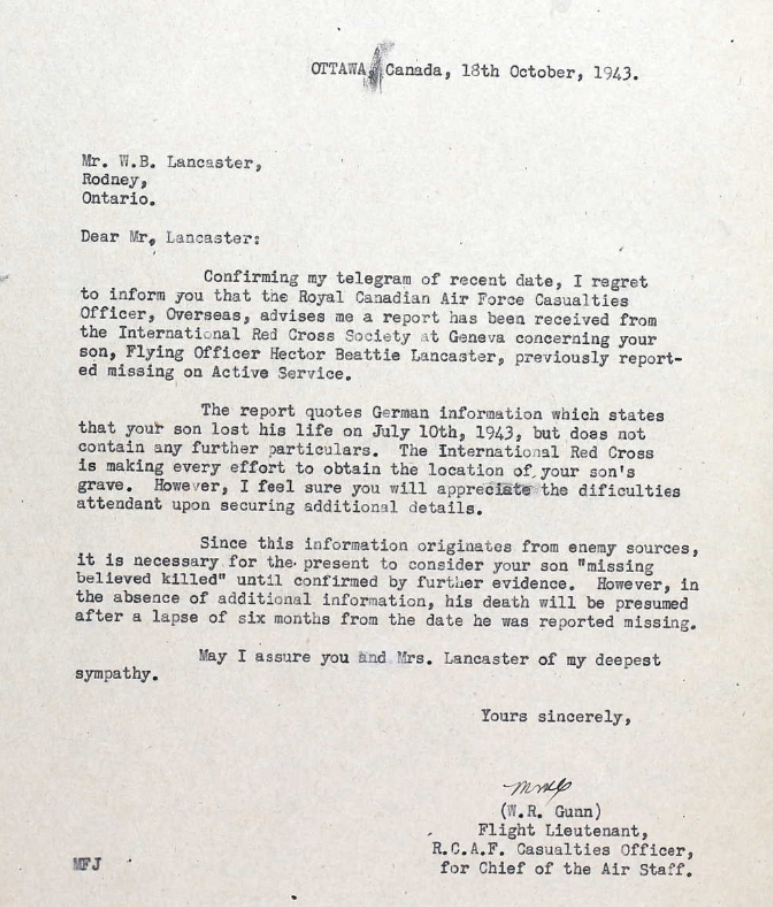 OTTAWA, Canada, 18th October, 1943.
Mr. W.B. Lancaster,
Rodney,
Ontario.
Dear Mr. Lancaster:
Confirming my telegram of recent date, I regret
to inform you that the Royal Canadian Air Force Casualties
Officer, Overseas, advises me a report has been received from
the International Red Cross Society at Geneva concerning your
son, Flying Officer Hector Beattie Lancaster, previously report-
ed missing on Active Service.
The report quotes German information which states
that your son lost his life on July 10th, 1943, but does not
contain any further particulars. The International Red Cross
is making every effort to obtain the location of your son's
grave. However, I feel sure you will appreciate the dificulties
attendant upon securing additional details.
Since this information originates from enemy sources,
it is necessary for the present to consider your son "missing
believed killed" until confirmed by further evidence. However, in
the absence of additional information, his death will be presumed
after a lapse of six months from the date he was reported missing.
May I assure you and Mrs. Lancaster of my deepest
sympathy.
Yours sincerely,
(W.R. Gunn)
Flight Lieutenant,
R.C.A.F. Casualties Officer,
for Chief of the Air Staff.
MFJ